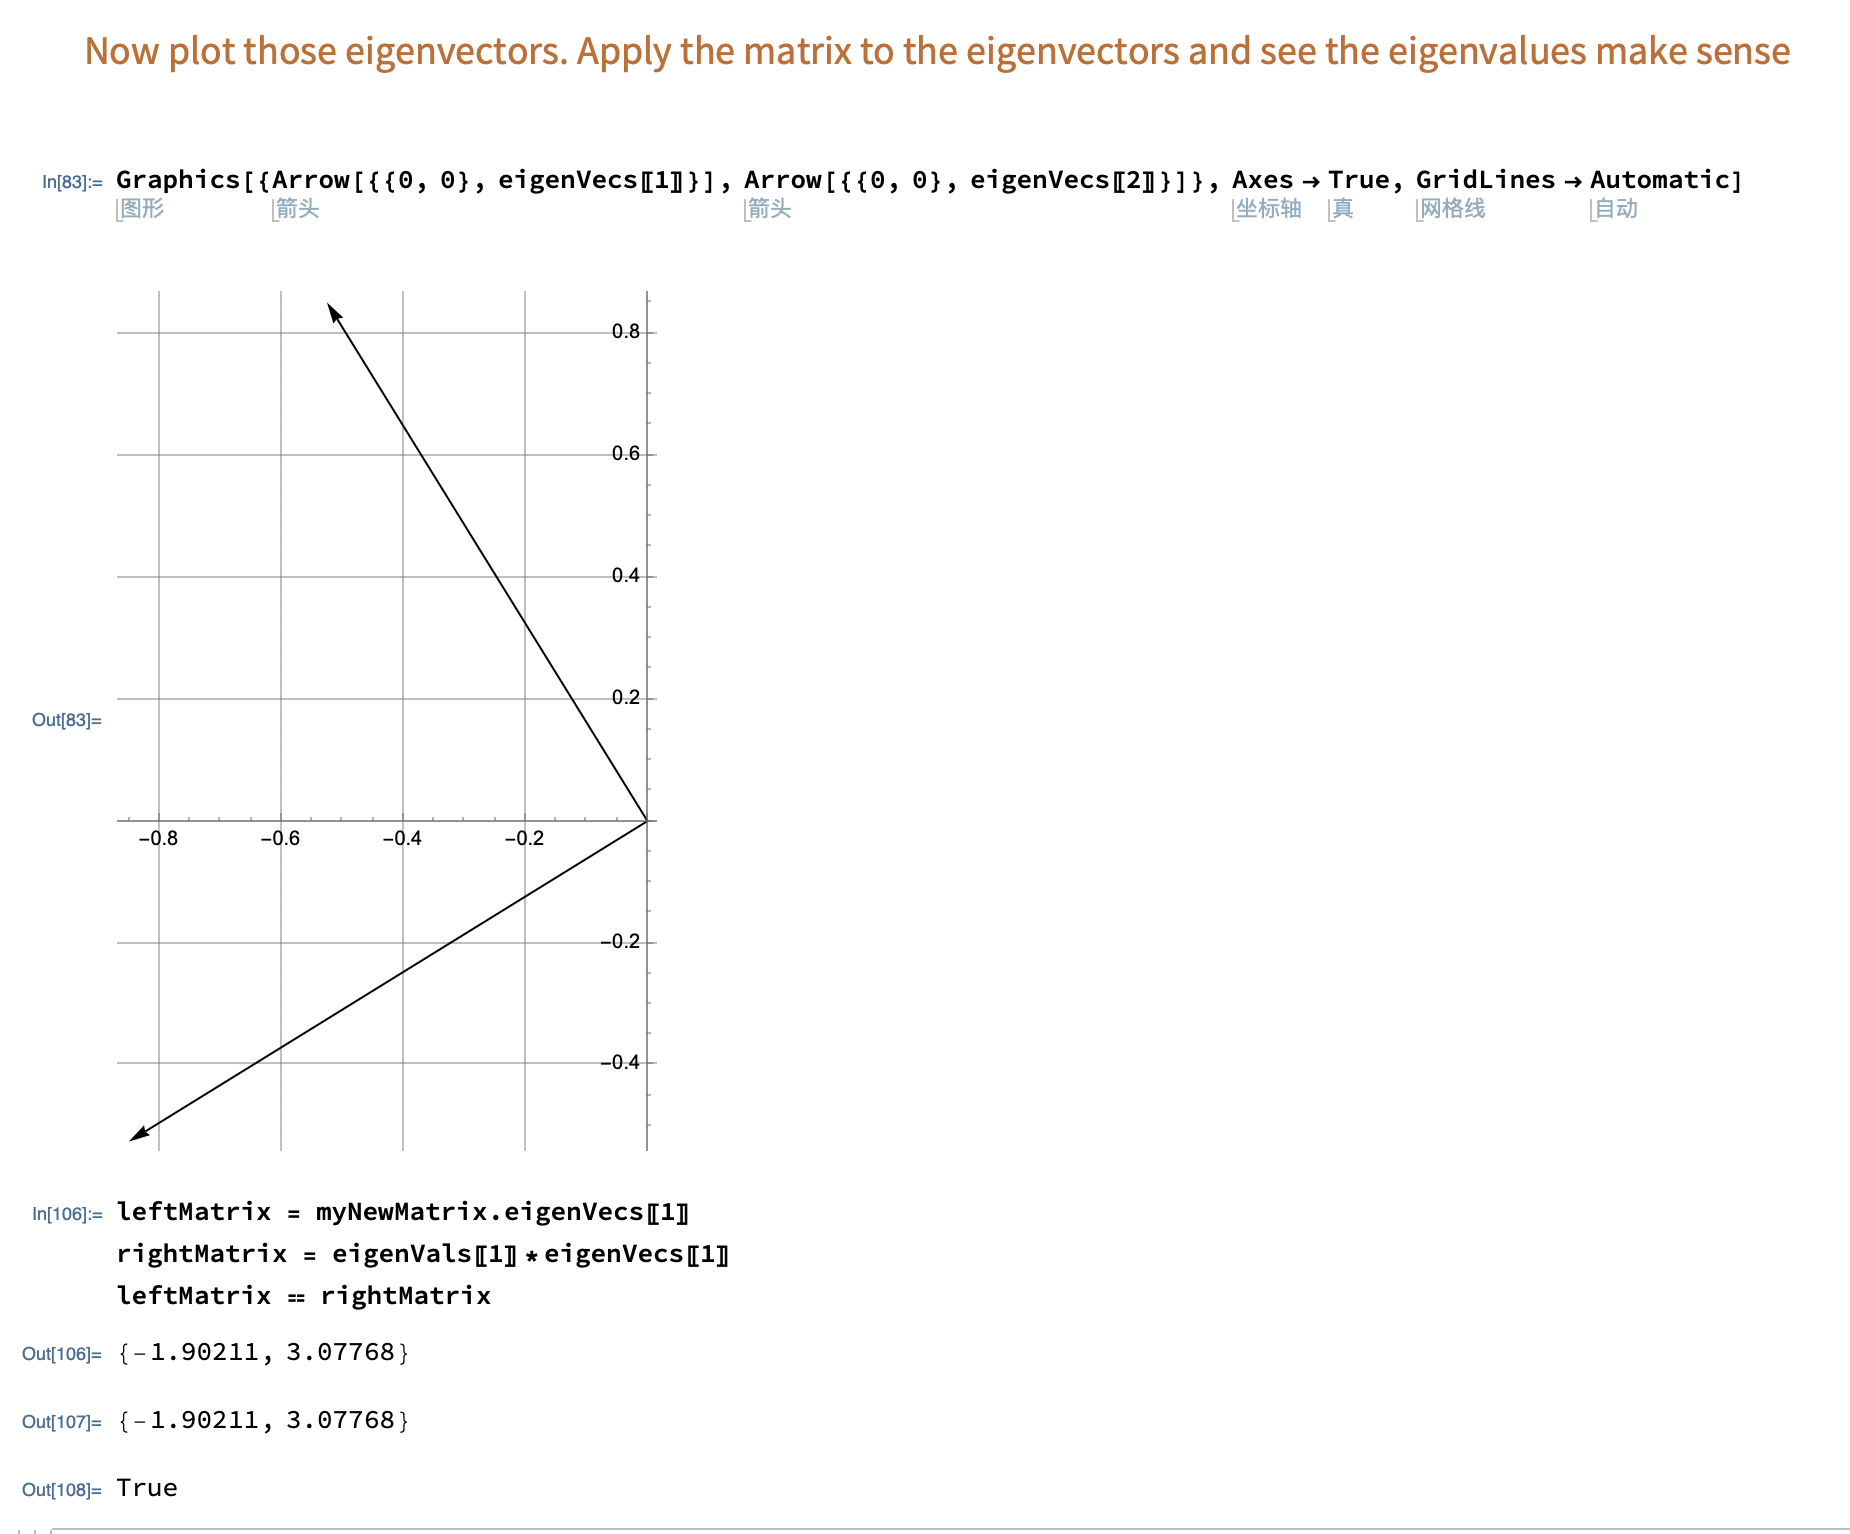 Now plot those eigenvectors. Apply the matrix to the eigenvectors and see the eigenvalues make sense
In[83]:= Graphics[{Arrow[{{0, 0}, eigenVecs⟦1⟧}], Arrow[{{0, 0}, eigenVecs⟦2⟧}]}, Axes → True, GridLines → Automatic]
图形 箭头 箭头 坐标轴 真 网格线 自动
0.8
0.6
0.4
0.2
Out[83]=
-0.8 -0.6 -0.4 -0.2
-0.2
-0.4
In[106]:= leftMatrix = myNewMatrix.eigenVecs⟦1⟧
rightMatrix = eigenVals⟦1⟧ * eigenVecs⟦1⟧
leftMatrix == rightMatrix
Out[106]= {-1.90211, 3.07768}
Out[107]= {-1.90211, 3.07768}
Out[108]= True